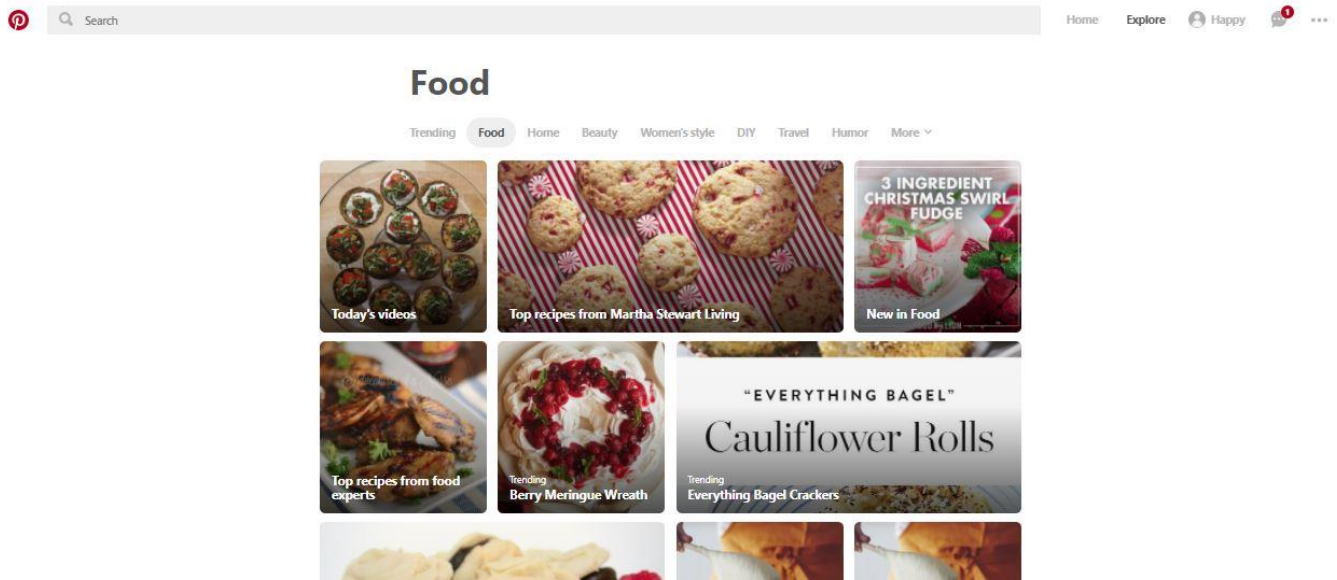 Search
Home
Explore
Happy
1
Food
Trending
Food
Home
Beauty
Women's style
DIY
Travel
Humor
More
Today's videos
Top recipes from Martha Stewart Living
3 INGREDIENT
CHRISTMAS SWIRL
FUDGE
New in Food
Top recipes from food
experts
Trending
Berry Meringue Wreath
"EVERYTHING BAGEL"
Cauliflower Rolls
Trending
Everything Bagel Crackers